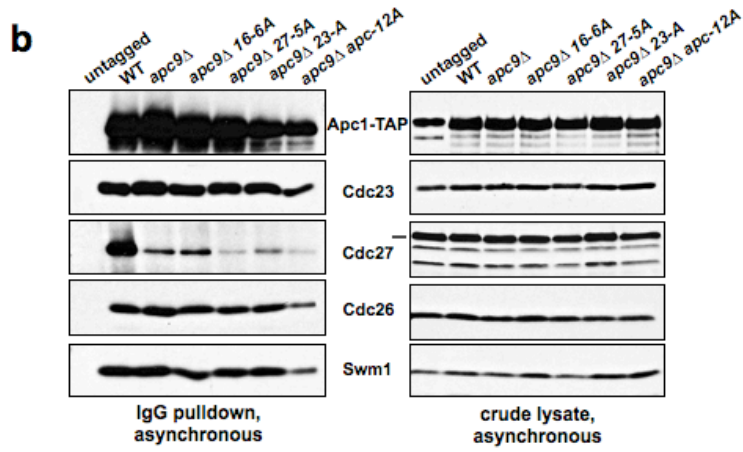 b
untagged WT apc9Δ apc9Δ 16-6A apc9Δ 27-5A apc9Δ 23-A apc9Δ apc-12A
untagged WT apc9Δ apc9Δ 16-6A apc9Δ 27-5A apc9Δ 23-A apc9Δ apc-12A
Apc1-TAP
Cdc23
Cdc27
Cdc26
Swm1
IgG pulldown,
asynchronous
crude lysate,
asynchronous